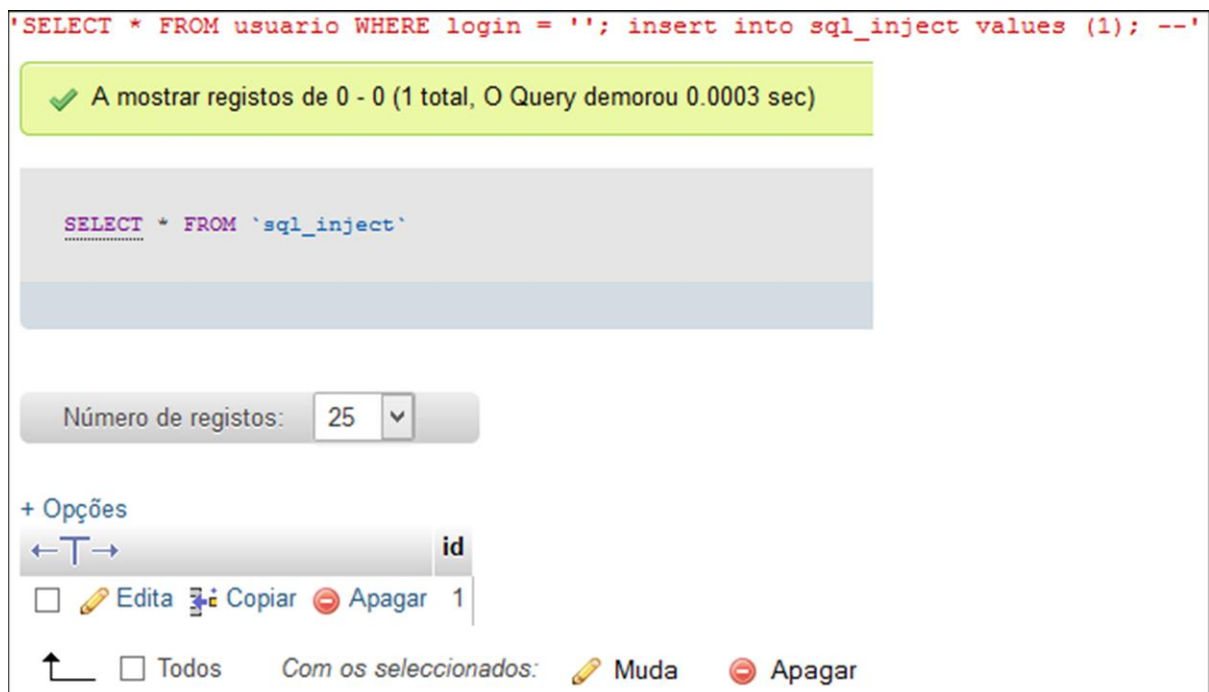 'SELECT * FROM usuario WHERE login = ''; insert into sql_inject values (1); --'
A mostrar registos de 0 - 0 (1 total, O Query demorou 0.0003 sec)
SELECT * FROM `sql_inject`
Número de registos: 25
+ Opções
←T→ id
Edita Copiar Apagar 1
Todos Com os seleccionados: Muda Apagar